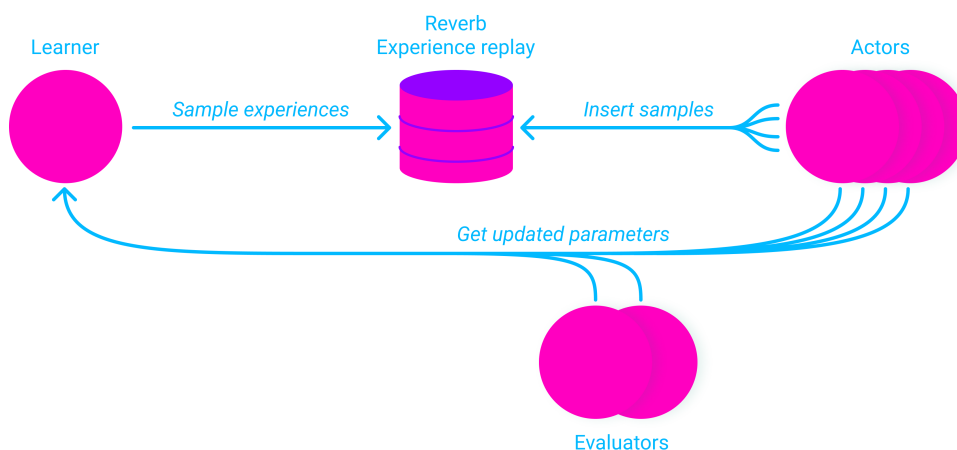 Learner
Reverb
Experience replay
Actors
Sample experiences
Insert samples
Get updated parameters
Evaluators